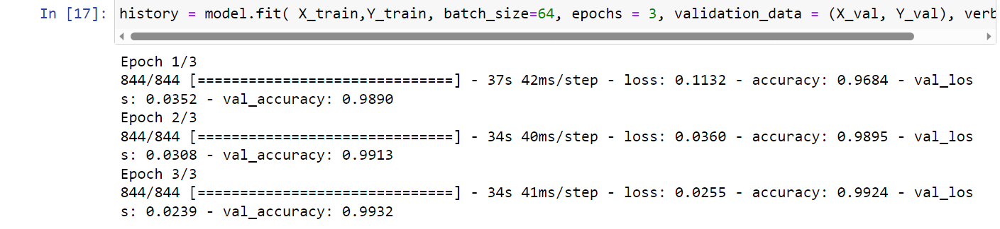 In [17]: history = model.fit( X_train,Y_train, batch_size=64, epochs = 3, validation_data = (X_val, Y_val), verb
Epoch 1/3
844/844 [==============================] - 37s 42ms/step - loss: 0.1132 - accuracy: 0.9684 - val_los
s: 0.0352 - val_accuracy: 0.9890
Epoch 2/3
844/844 [==============================] - 34s 40ms/step - loss: 0.0360 - accuracy: 0.9895 - val_los
s: 0.0308 - val_accuracy: 0.9913
Epoch 3/3
844/844 [==============================] - 34s 41ms/step - loss: 0.0255 - accuracy: 0.9924 - val_los
s: 0.0239 - val_accuracy: 0.9932